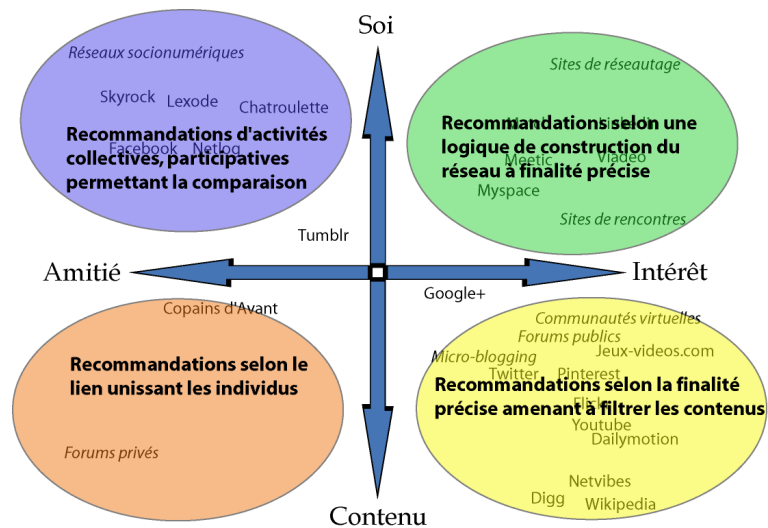 Soi
Réseaux socionumériques
Sites de réseautage
Skyrock
Lexode
Chatroulette
Recommandations d'activités
collectives, participatives
permettant la comparaison
Facebook
Netlog
Recommandations selon une
logique de construction du
réseau à finalité précise
LinkedIn
Meetic
Viadeo
Myspace
Sites de rencontres
Tumblr
Amitié
Intérêt
Google+
Copains d'Avant
Communautés virtuelles
Forums publics
Jeux-videos.com
Micro-blogging
Twitter
Pinterest
Recommandations selon le
lien unissant les individus
Recommandations selon la finalité
précise amenant à filtrer les contenus
Flickr
Youtube
Dailymotion
Forums privés
Netvibes
Digg
Wikipedia
Contenu